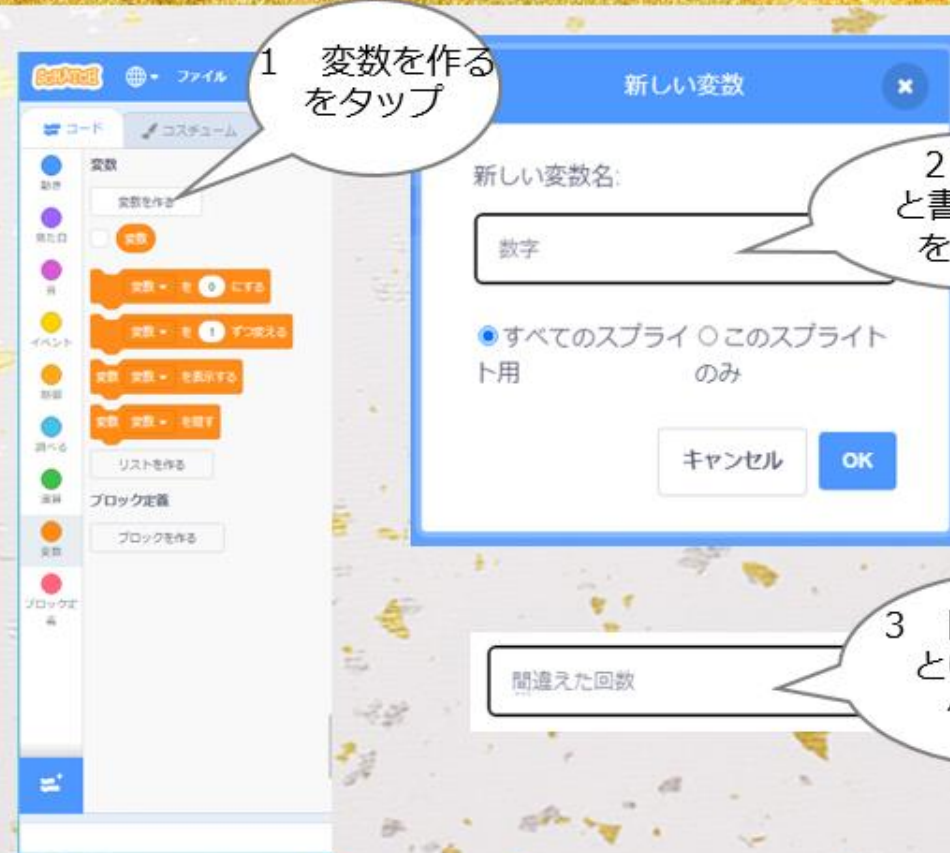 SCRATCH
ファイル
コード
コスチューム
動き
見た目
音
イベント
制御
調べる
演算
変数
ブロック定
義
変数
変数を作る
変数
変数 を 0 にする
変数 を 1 ずつ変える
変数 変数 を表示する
変数 変数 を隠す
リストを作る
ブロック定義
ブロックを作る
1 変数を作る
をタップ
新しい変数
新しい変数名:
数字
すべてのスプライ
ト用
このスプライト
のみ
キャンセル
OK
2
と書
を
間違えた回数
3
と